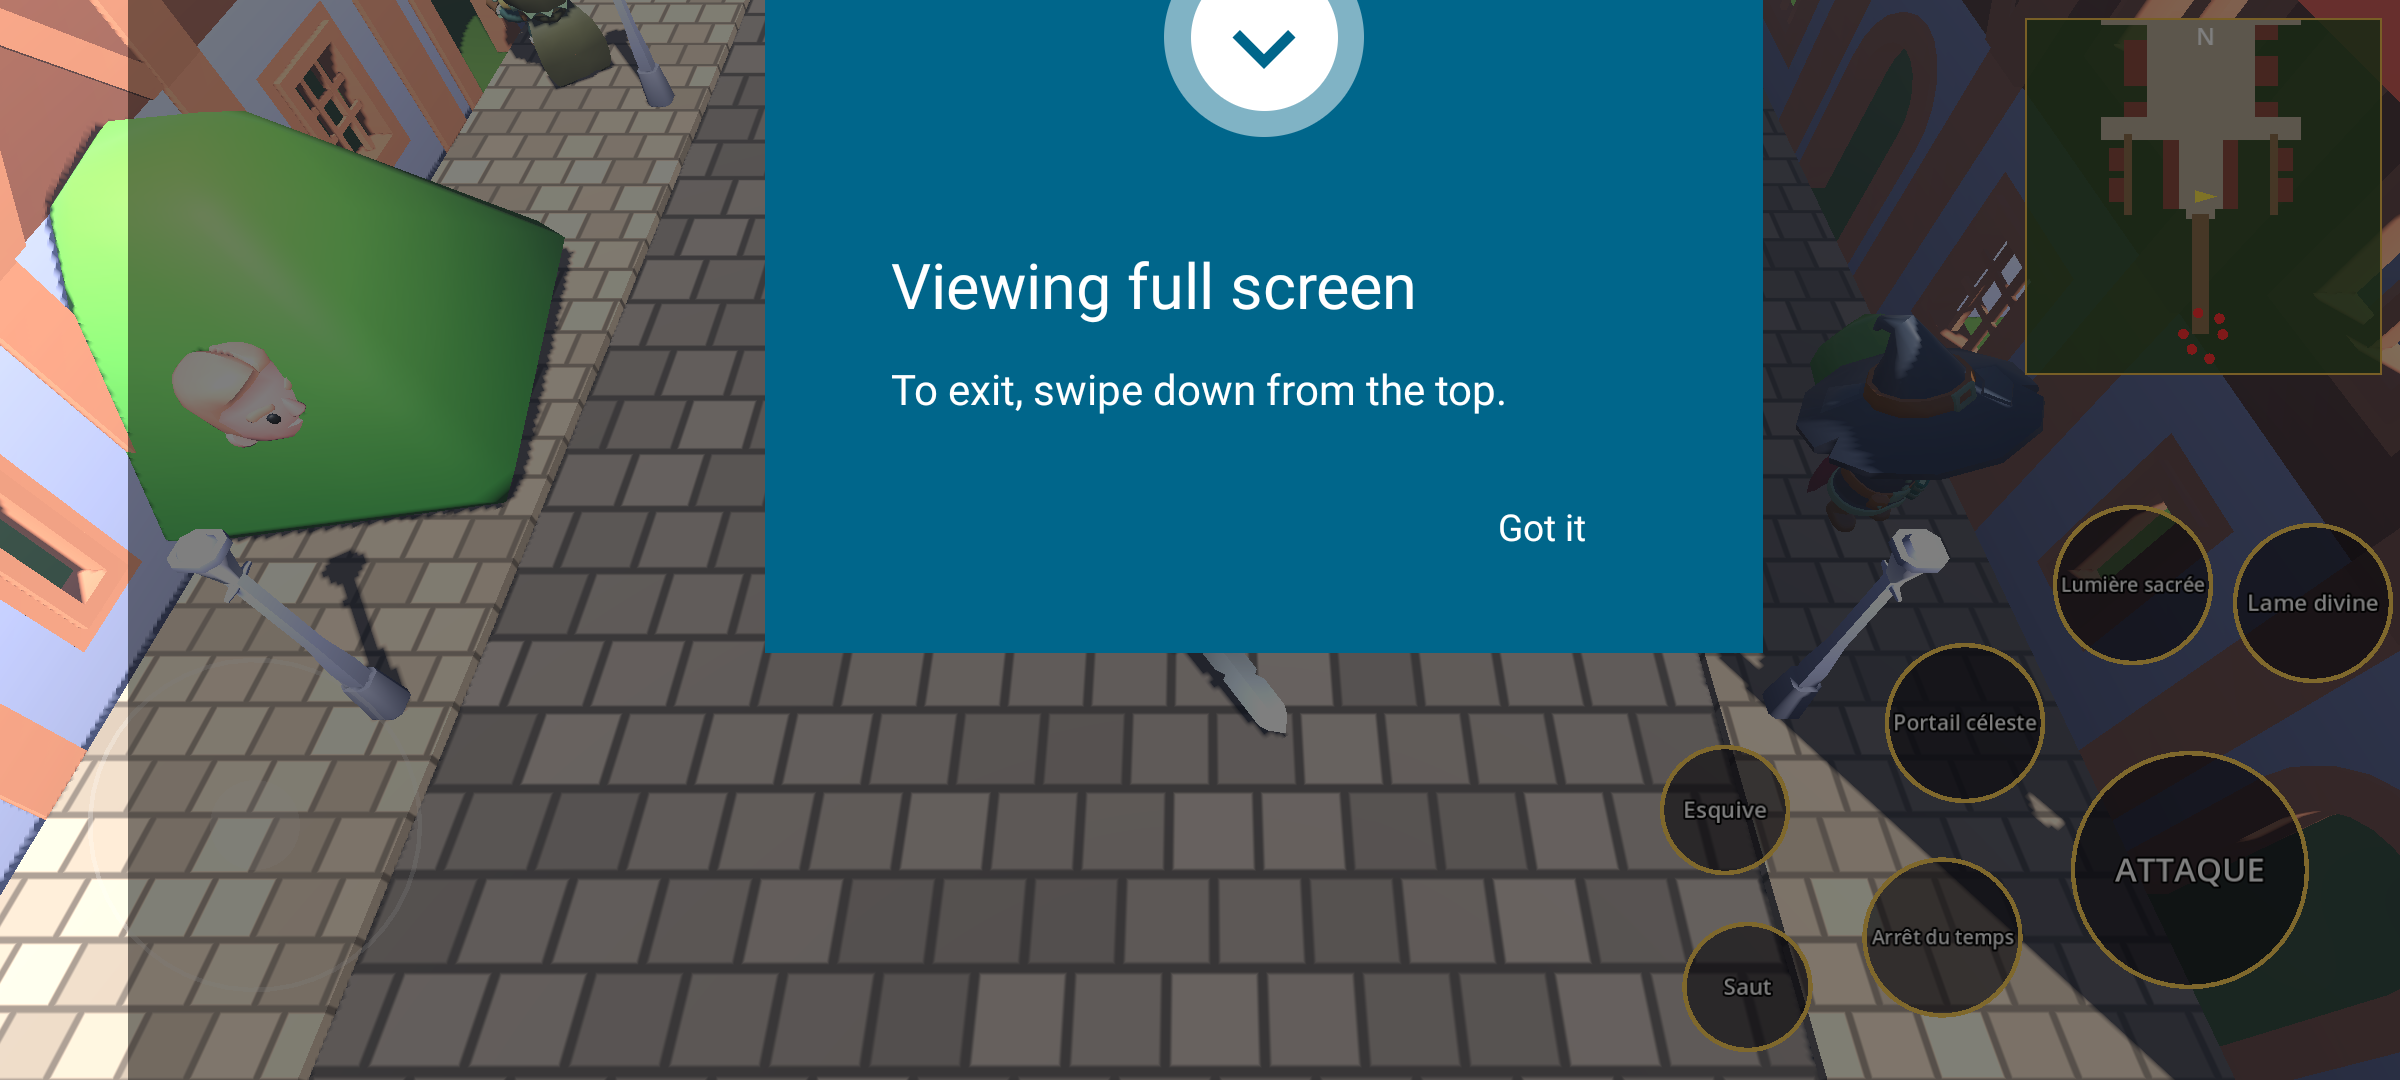 N
Viewing full screen
To exit, swipe down from the top.
Got it
Lumière sacrée
Lame divine
Portail céleste
Esquive
ATTAQUE
Arrêt du temps
Saut